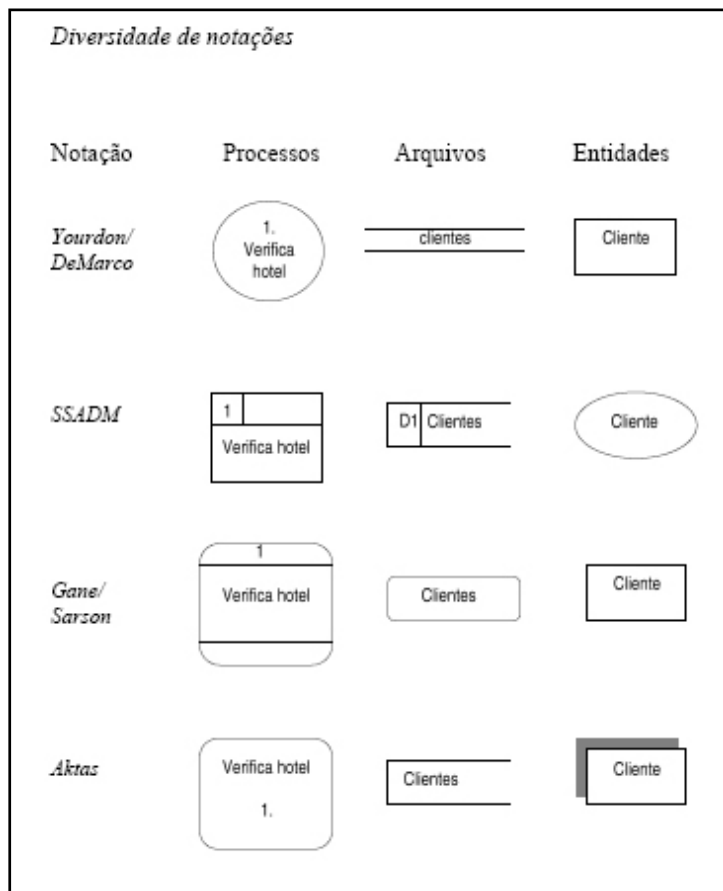 Diversidade de notações
Notação Processos Arquivos Entidades
Yourdon/
DeMarco
1.
Verifica
hotel
clientes
Cliente
SSADM
1
Verifica hotel
D1 Clientes
Cliente
Gane/
Sarson
1
Verifica hotel
Clientes
Cliente
Aktas
Verifica hotel
1.
Clientes
Cliente